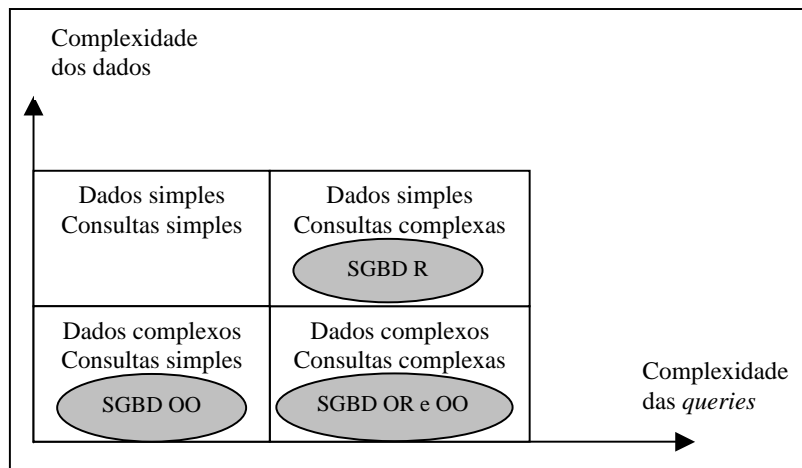 Complexidade
dos dados
Dados simples
Consultas simples
Dados simples
Consultas complexas
SGBD R
Dados complexos
Consultas simples
SGBD OO
Dados complexos
Consultas complexas
SGBD OR e OO
Complexidade
das queries